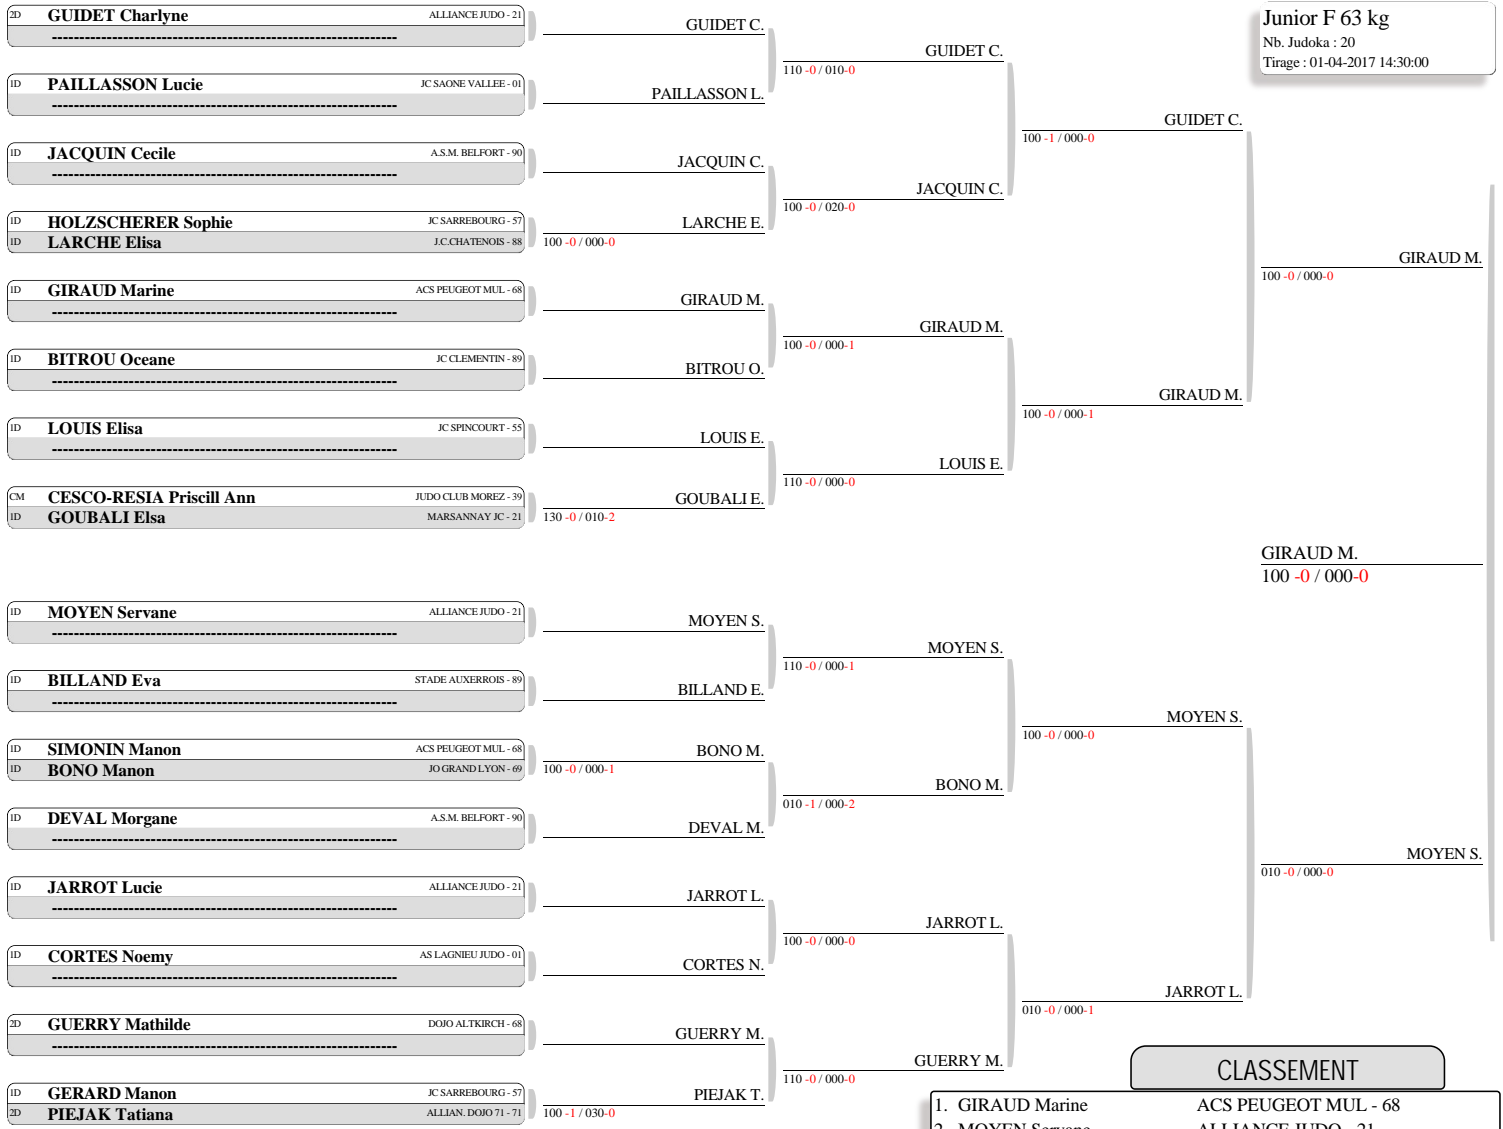 Junior F 63 kg
Nb. Judoka : 20
Tirage : 01-04-2017 14:30:00
2D GUIDET Charlyne ALLIANCE JUDO - 21
------------------------------------------------------------------------
1D PAILLASSON Lucie JC SAONE VALLEE - 01
------------------------------------------------------------------------
1D JACQUIN Cecile A.S.M. BELFORT - 90
------------------------------------------------------------------------
1D HOLZSCHERER Sophie JC SARREBOURG - 57
1D LARCHE Elisa J.C.CHATENOIS - 88
1D GIRAUD Marine ACS PEUGEOT MUL - 68
------------------------------------------------------------------------
1D BITROU Oceane JC CLEMENTIN - 89
------------------------------------------------------------------------
1D LOUIS Elisa JC SPINCOURT - 55
------------------------------------------------------------------------
CM CESCO-RESIA Priscill Ann JUDO CLUB MOREZ - 39
1D GOUBALI Elsa MARSANNAY JC - 21
1D MOYEN Servane ALLIANCE JUDO - 21
------------------------------------------------------------------------
1D BILLAND Eva STADE AUXERROIS - 89
------------------------------------------------------------------------
1D SIMONIN Manon ACS PEUGEOT MUL - 68
1D BONO Manon JO GRAND LYON - 69
1D DEVAL Morgane A.S.M. BELFORT - 90
------------------------------------------------------------------------
1D JARROT Lucie ALLIANCE JUDO - 21
------------------------------------------------------------------------
1D CORTES Noemy AS LAGNIEU JUDO - 01
------------------------------------------------------------------------
2D GUERRY Mathilde DOJO ALTKIRCH - 68
------------------------------------------------------------------------
1D GERARD Manon JC SARREBOURG - 57
2D PIEJAK Tatiana ALLIAN. DOJO 71 - 71
GUIDET C.
PAILLASSON L.
JACQUIN C.
LARCHE E.
100 -0 / 000-0
GIRAUD M.
BITROU O.
LOUIS E.
GOUBALI E.
130 -0 / 010-2
MOYEN S.
BILLAND E.
BONO M.
100 -0 / 000-1
DEVAL M.
JARROT L.
CORTES N.
GUERRY M.
PIEJAK T.
100 -1 / 030-0
GUIDET C.
110 -0 / 010-0
JACQUIN C.
100 -0 / 020-0
GIRAUD M.
100 -0 / 000-1
LOUIS E.
110 -0 / 000-0
MOYEN S.
110 -0 / 000-1
BONO M.
010 -1 / 000-2
JARROT L.
100 -0 / 000-0
GUERRY M.
110 -0 / 000-0
GUIDET C.
100 -1 / 000-0
GIRAUD M.
100 -0 / 000-1
MOYEN S.
100 -0 / 000-0
JARROT L.
010 -0 / 000-1
GIRAUD M.
100 -0 / 000-0
MOYEN S.
010 -0 / 000-0
GIRAUD M.
100 -0 / 000-0
CLASSEMENT
1. GIRAUD Marine ACS PEUGEOT MUL - 68
2. MOYEN Servane ALLIANCE JUDO - 21